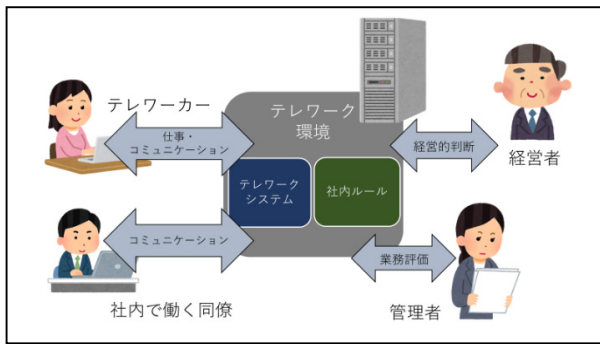 テレワーカー
テレワーク
環境
仕事・
コミュニケーション
経営的判断
経営者
テレワーク
システム
社内ルール
コミュニケーション
業務評価
社内で働く同僚
管理者